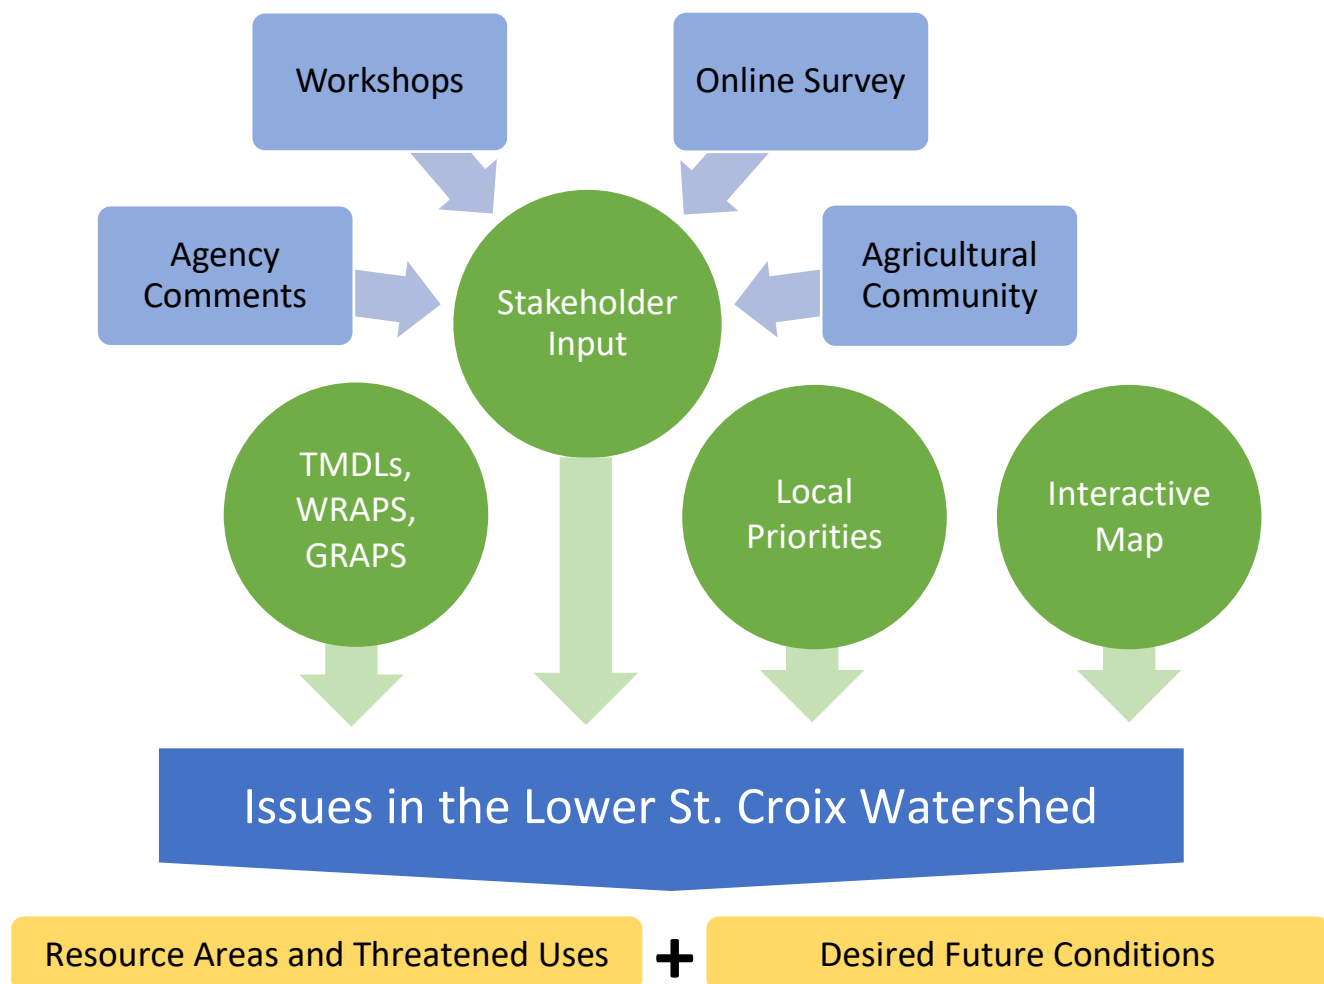 Workshops
Online Survey
Agency
Comments
Agricultural
Community
Stakeholder
Input
TMDLs,
WRAPS,
GRAPS
Local
Priorities
Interactive
Map
Issues in the Lower St. Croix Watershed
Resource Areas and Threatened Uses
+
Desired Future Conditions